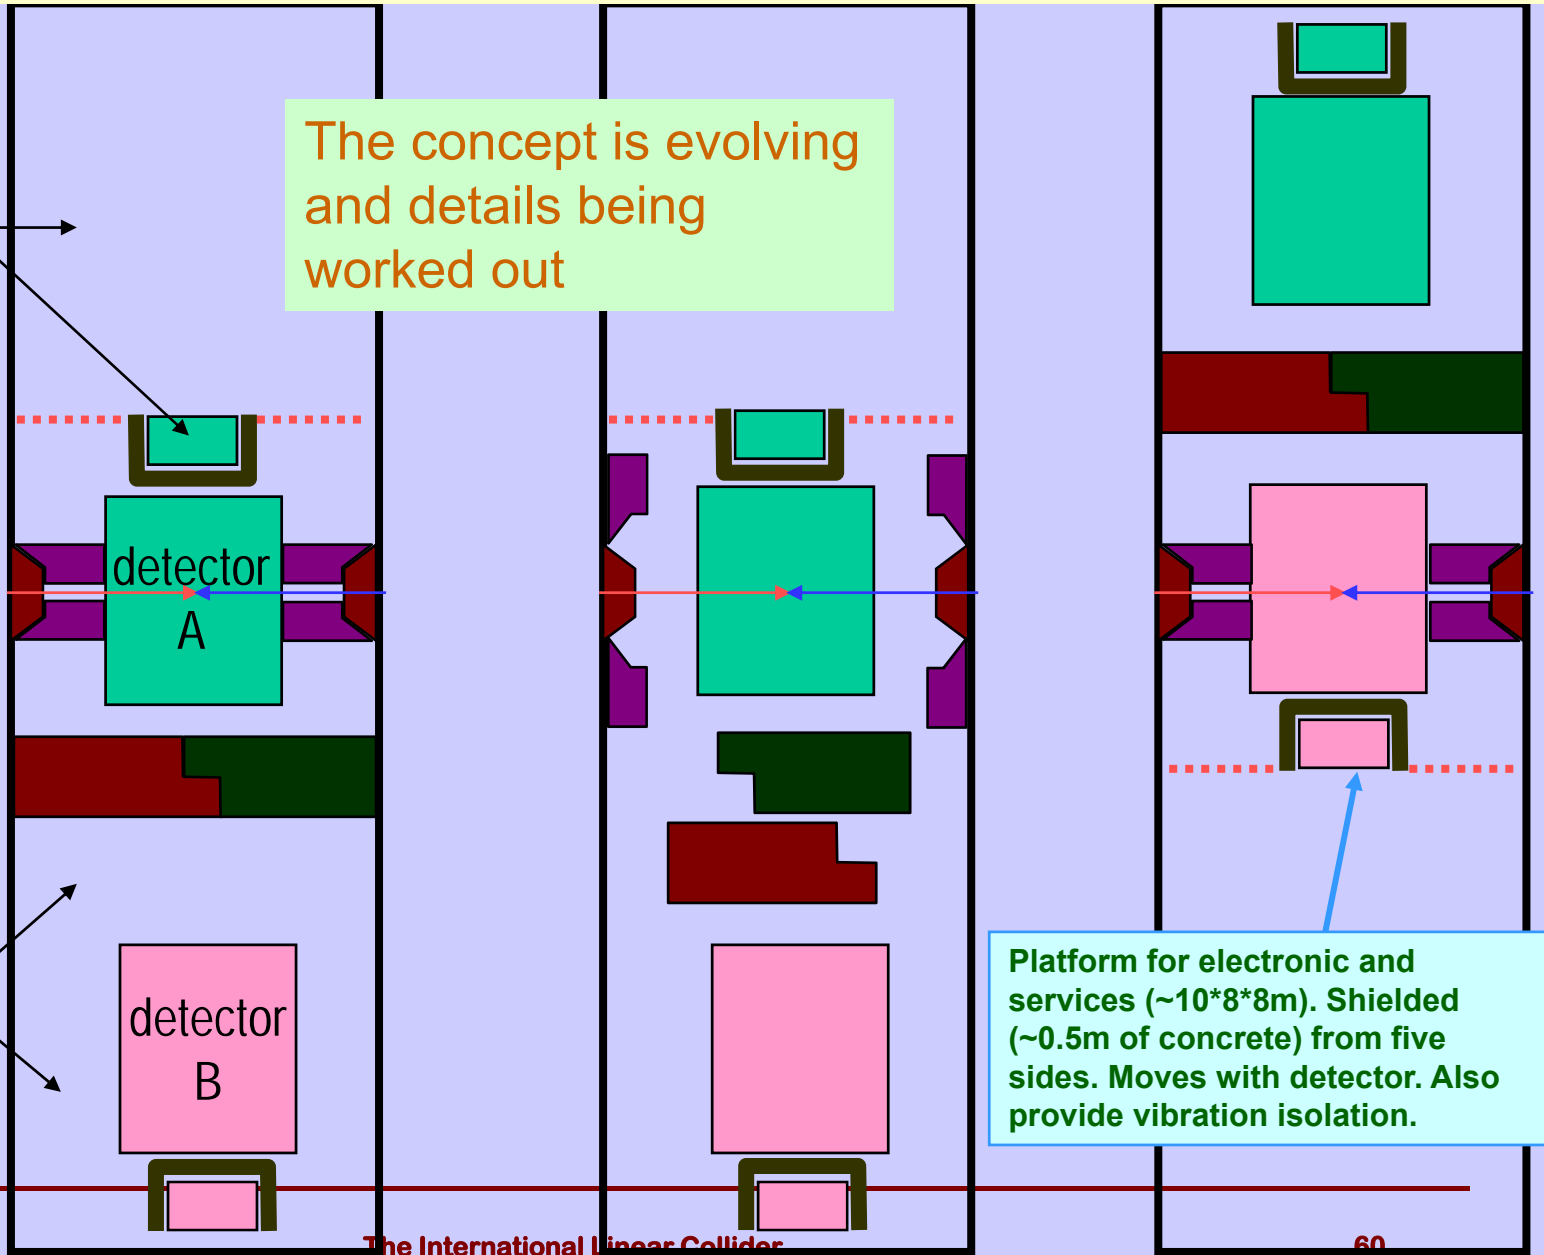 The concept is evolving
and details being
worked out
detector
A
detector
B
Platform for electronic and
services (~10*8*8m). Shielded
(~0.5m of concrete) from five
sides. Moves with detector. Also
provide vibration isolation.
The International Linear Collider
60